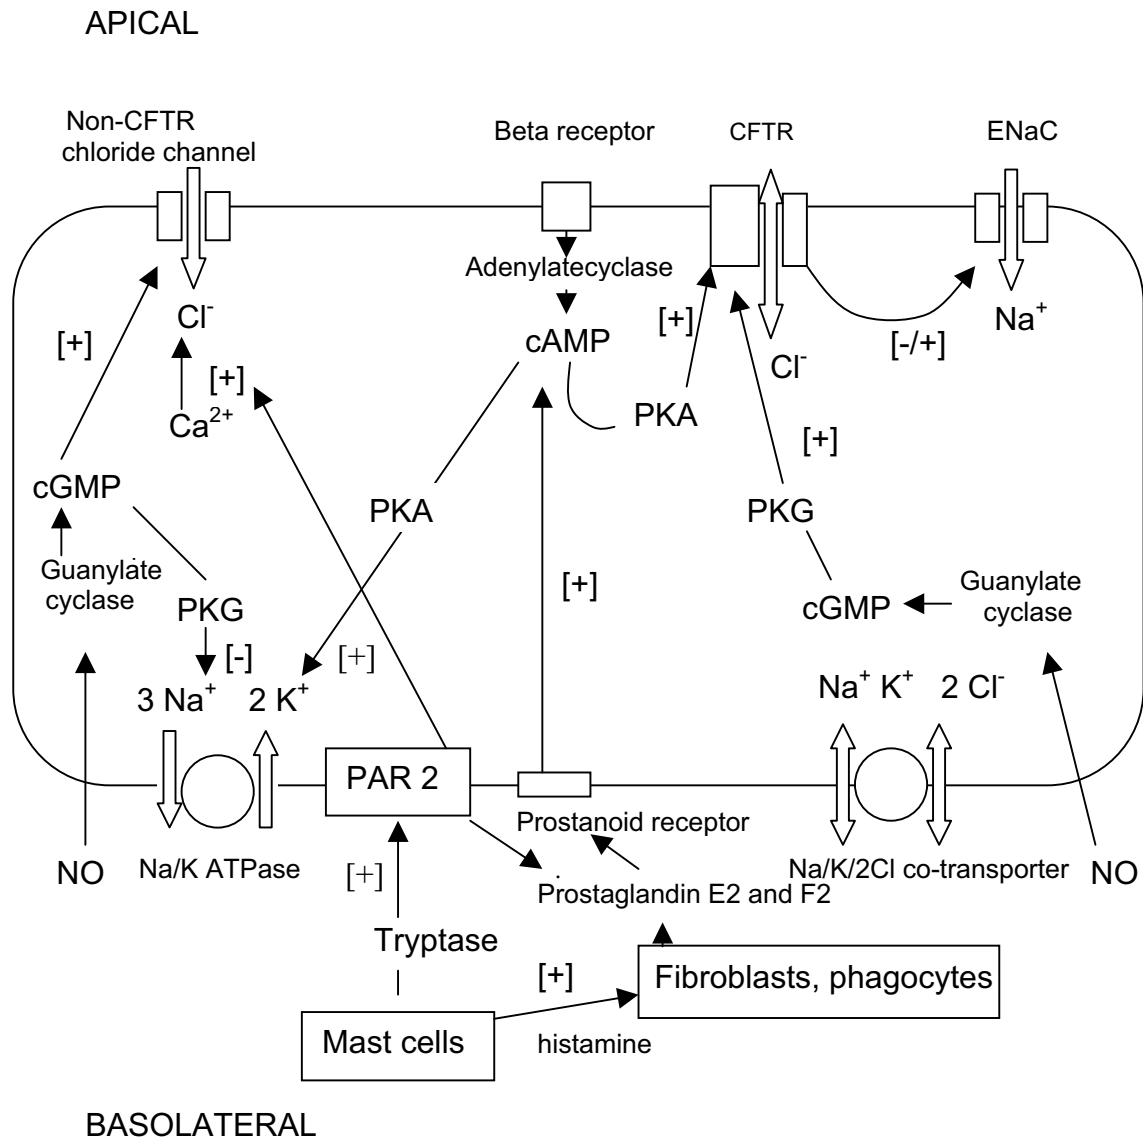 APICAL
Non-CFTR
chloride channel
Beta receptor
CFTR
ENaC
Adenylatecyclase
Cl⁻
[+]
cAMP
[+]
Cl⁻
[-/+]
Na⁺
[+]
Ca²⁺
PKA
[+]
cGMP
PKA
PKG
Guanylate
cyclase
PKG
[+]
cGMP
Guanylate
cyclase
[-]
[+]
3 Na⁺
2 K⁺
Na⁺ K⁺
2 Cl⁻
PAR 2
Prostanoid receptor
NO
Na/K ATPase
[+]
Na/K/2Cl co-transporter
NO
Prostaglandin E2 and F2
Tryptase
[+]
Fibroblasts, phagocytes
Mast cells
histamine
BASOLATERAL